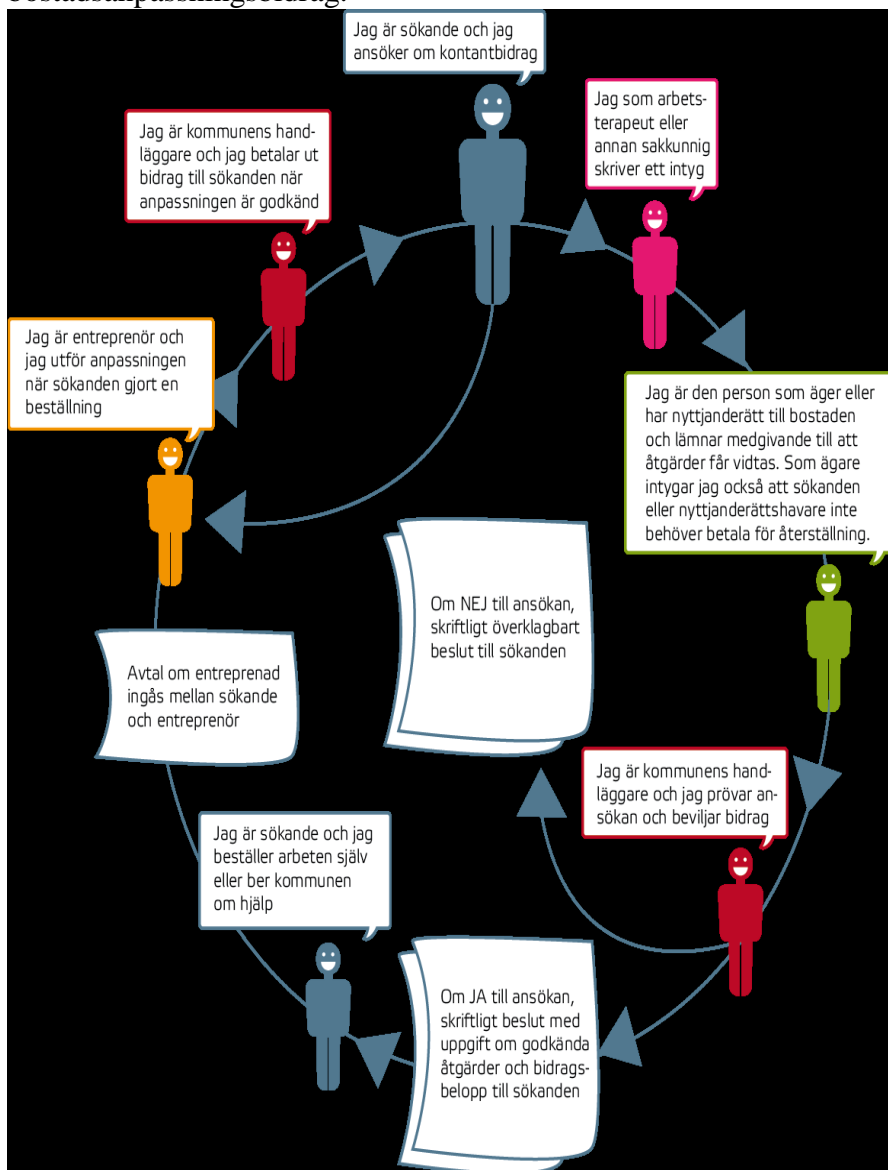 bostadsanpassningsbidrag.
Jag är sökande och jag
ansöker om kontantbidrag
Jag som arbets-
terapeut eller
annan sakkunnig
skriver ett intyg
Jag är kommunens hand-
läggare och jag betalar ut
bidrag till sökanden när
anpassningen är godkänd
Jag är entreprenör och
jag utför anpassningen
när sökanden gjort en
beställning
Jag är den person som äger eller
har nyttjanderätt till bostaden
och lämnar medgivande till att
åtgärder får vidtas. Som ägare
intygar jag också att sökanden
eller nyttjanderättshavare inte
behöver betala för återställning.
Om NEJ till ansökan,
skriftligt överklagbart
beslut till sökanden
Avtal om entreprenad
ingås mellan sökande
och entreprenör
Jag är kommunens hand-
läggare och jag prövar an-
sökan och beviljar bidrag
Jag är sökande och jag
beställer arbeten själv
eller ber kommunen
om hjälp
Om JA till ansökan,
skriftligt beslut med
uppgift om godkända
åtgärder och bidrags-
belopp till sökanden